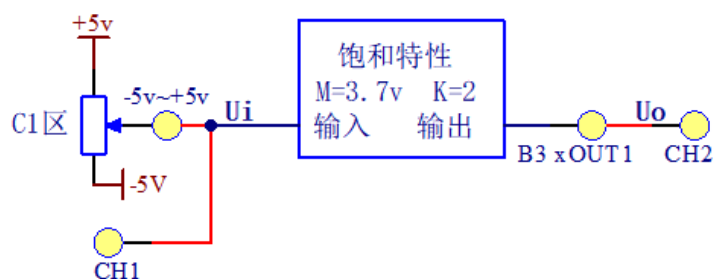 +5v
-5v~+5v
C1区
-5V
CH1
Ui
饱和特性
M=3.7v K=2
输入 输出
B3 xOUT1
Uo
CH2